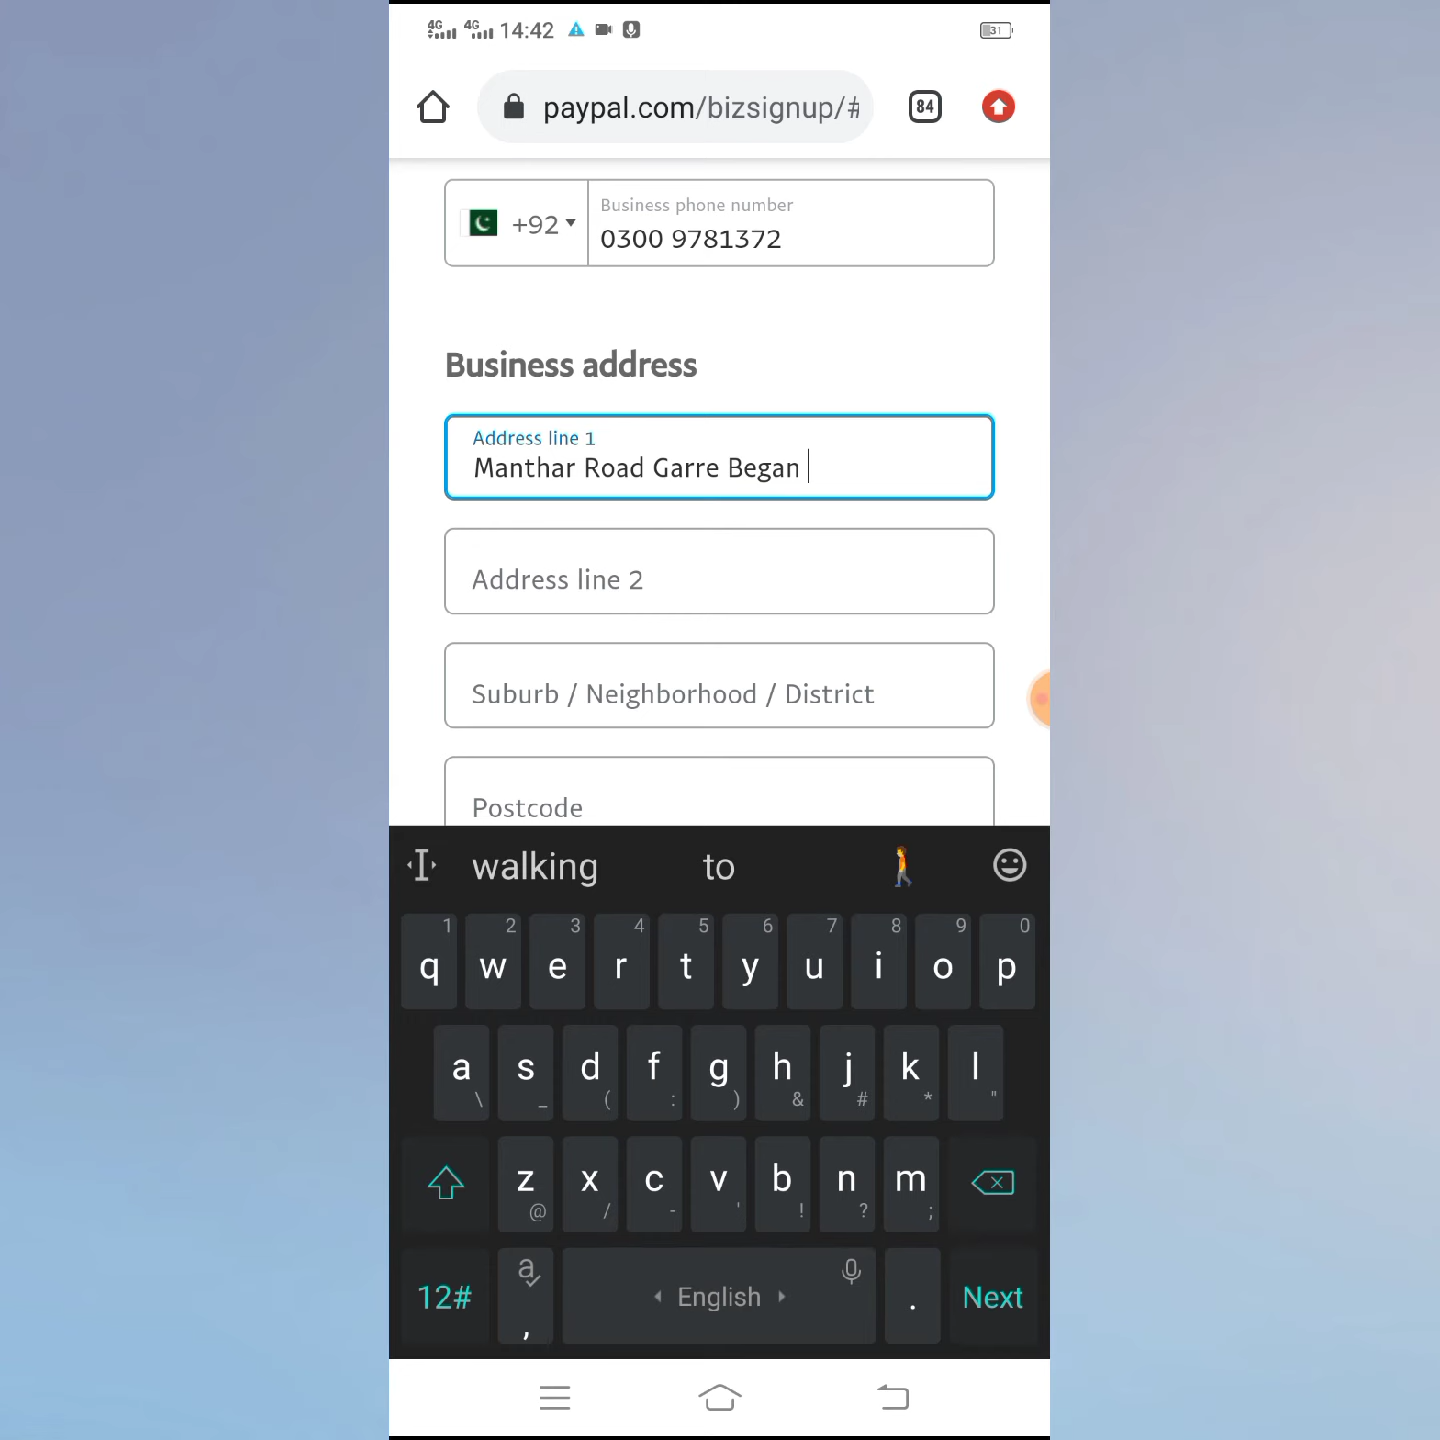 4G 4G 14:42 31
paypal.com/bizsignup/# 84
Business phone number
+92 0300 9781372
Business address
Address line 1
Manthar Road Garre Began
Address line 2
Suburb / Neighborhood / District
Postcode
walking to
1 2 3 4 5 6 7 8 9 0
q w e r t y u i o p
a s d f g h j k l
\ _ ( : ) & # * "
z x c v b n m
@ / - ' ! ? ;
12# a , English . Next